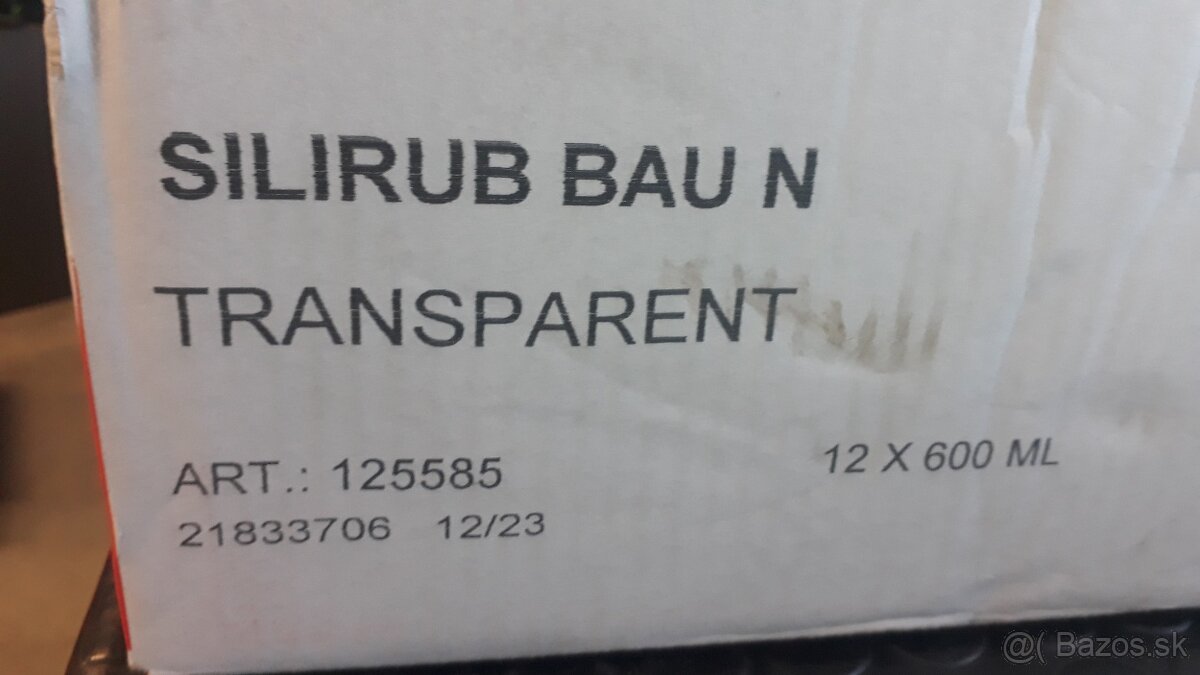 SILIRUB BAU N
TRANSPARENT
ART.: 125585 12 X 600 ML
21833706 12/23
@( Bazos.sk